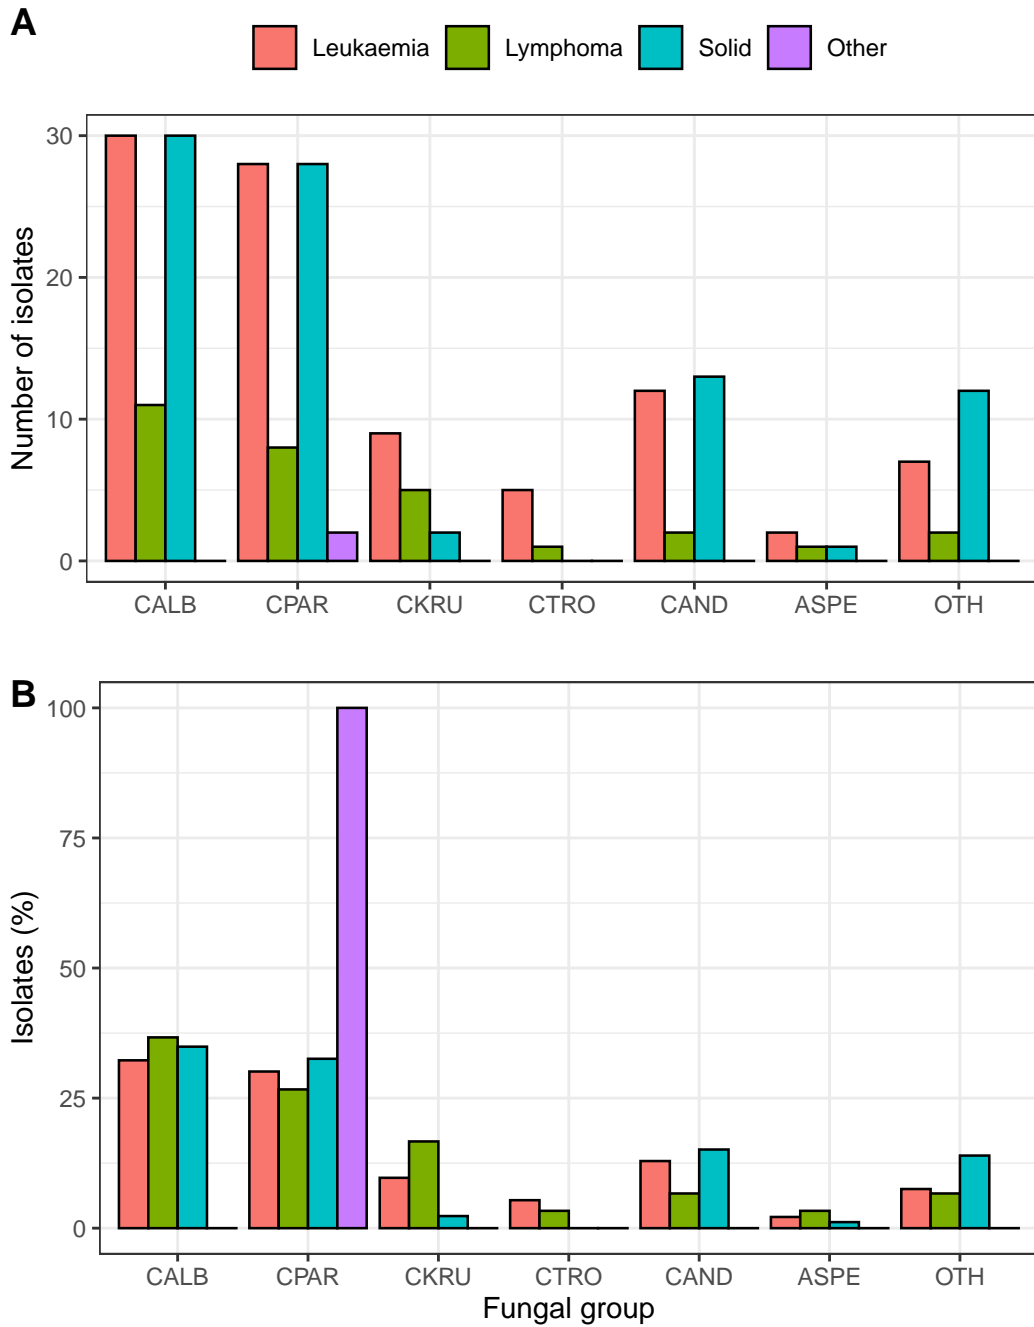 A
Leukaemia Lymphoma Solid Other
Number of isolates
30
20
10
0
CALB CPAR CKRU CTRO CAND ASPE OTH
B
Isolates (%)
100
75
50
25
0
CALB CPAR CKRU CTRO CAND ASPE OTH
Fungal group